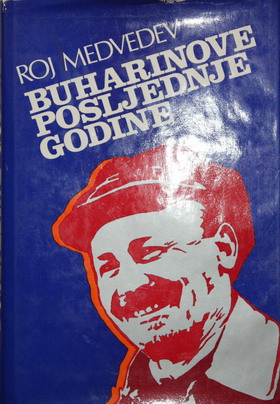 ROJ MEDVEDEV
BUHARINOVE
POSLJEDNJE
GODINE